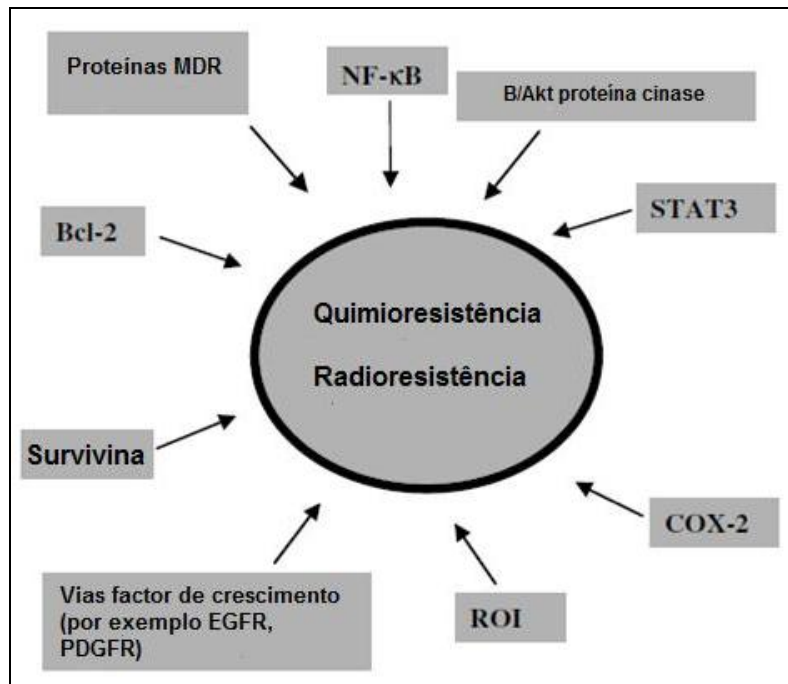 Proteínas MDR
NF-κB
B/Akt proteína cinase
STAT3
Bcl-2
Quimioresistência
Radioresistência
Survivina
COX-2
Vias factor de crescimento
(por exemplo EGFR,
PDGFR)
ROI